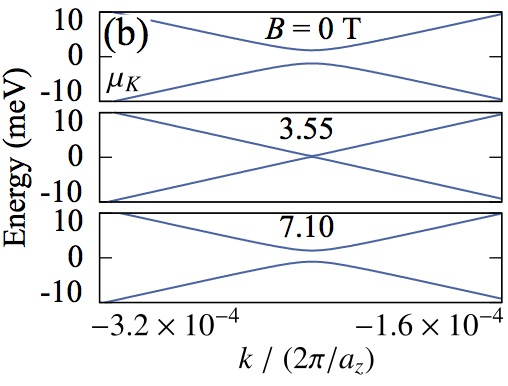 (b)
B = 0 T
μK
10
0
-10
3.55
10
0
-10
7.10
10
0
-10
Energy (meV)
−3.2 × 10−4
−1.6 × 10−4
k / (2π/az)